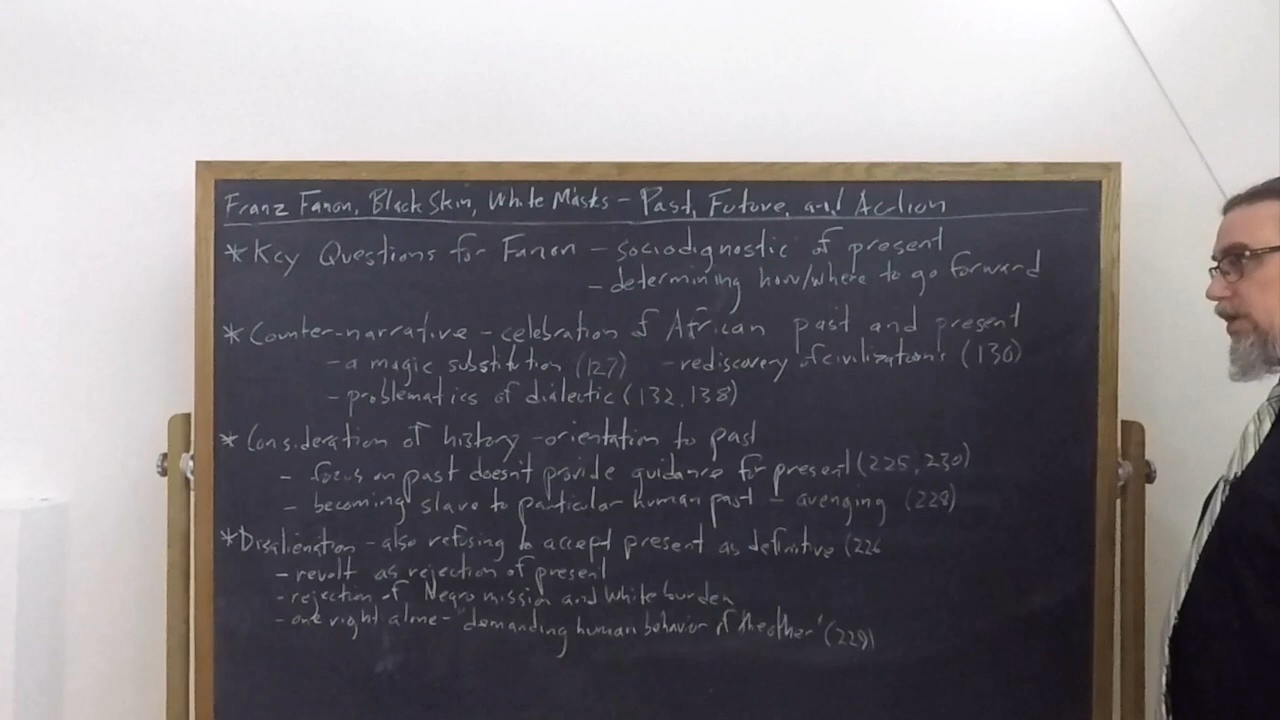 Franz Fanon, Black Skin, White Masks - Past, Future, and Action
* Key Questions for Fanon - sociodignostic of present
- determining how/where to go forward
* Counter-narrative - celebration of African past and present
- a magic substitution (127) - rediscovery of civilizations (130)
- problematics of dialectic (132, 138)
* Consideration of history - orientation to past
- focus on past doesn't provide guidance for present (225, 230)
- becoming slave to particular human past - avenging (228)
* Disalienation - also refusing to accept present as definitive (226
- revolt as rejection of present
- rejection of Negro mission and White burden
- one right alone - "demanding human behavior of the other" (229)